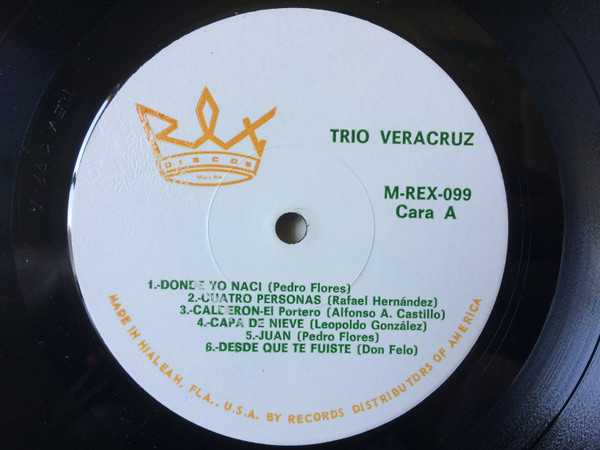 REX
DISCOS
TRIO VERACRUZ
M-REX-099
Cara A
1.-DONDE YO NACI (Pedro Flores)
2.-CUATRO PERSONAS (Rafael Hernández)
3.-CALDERON-El Portero (Alfonso A. Castillo)
4.-CAPA DE NIEVE (Leopoldo González)
5.-JUAN (Pedro Flores)
6.-DESDE QUE TE FUISTE (Don Felo)
MADE IN HIALEAH, FLA., U.S.A. BY RECORDS DISTRIBUTORS OF AMERICA